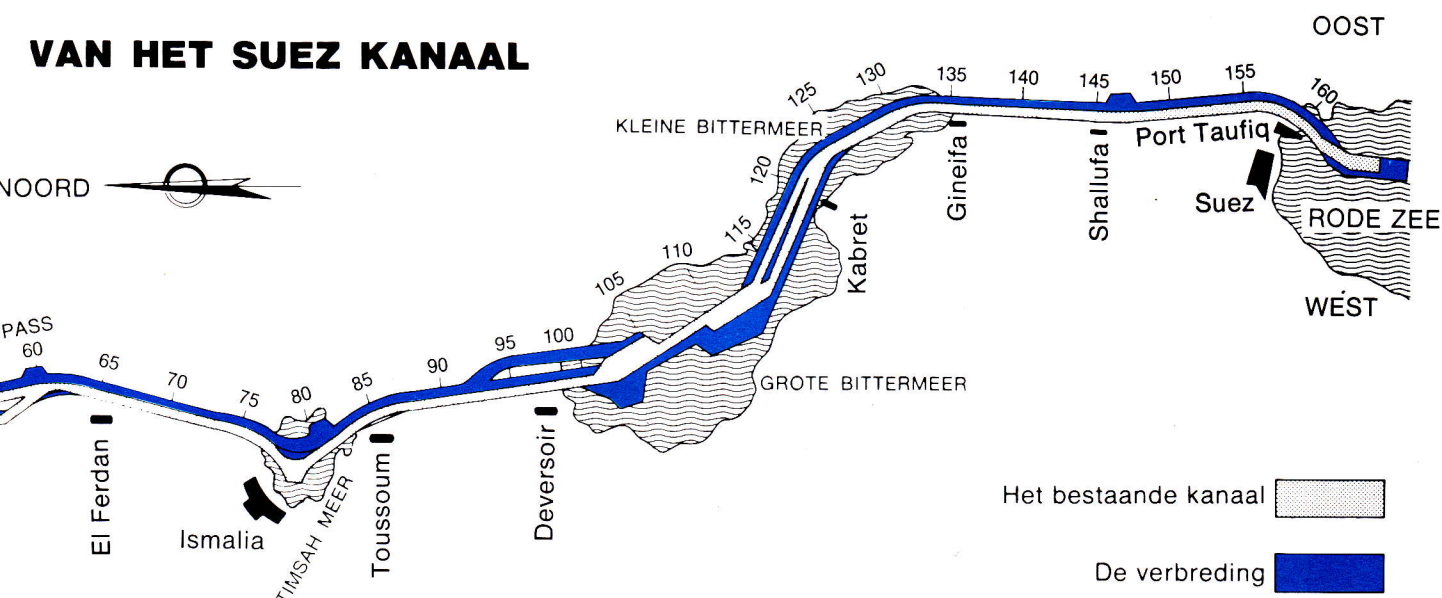 VAN HET SUEZ KANAAL
OOST
NOORD
KLEINE BITTERMEER
125
130
135
140
145
150
155
160
Port Taufiq
Suez
RODE ZEE
WEST
Gineifa
Shallufa
Kabret
120
115
110
105
100
95
90
85
80
75
70
65
60
PASS
GROTE BITTERMEER
El Ferdan
Ismalia
TIMSAH MEER
Toussoum
Deversoir
Het bestaande kanaal
De verbreding